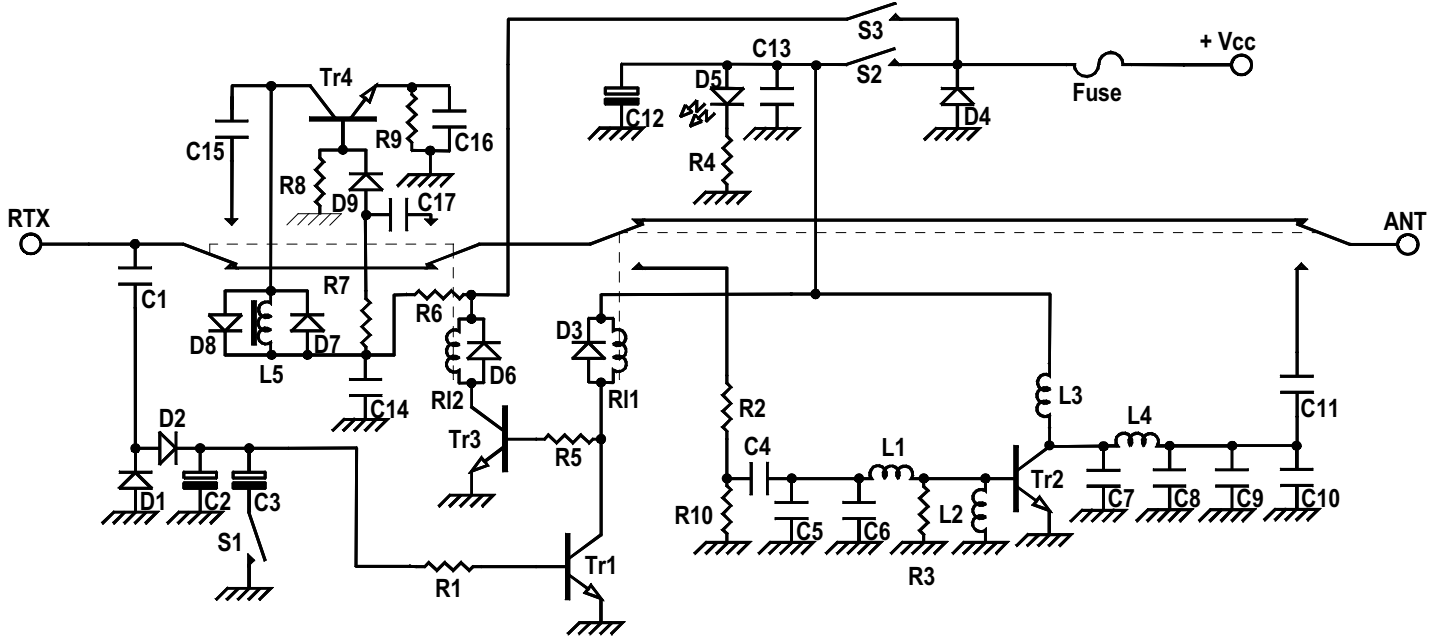 S3
+ Vcc
C13
Tr4
D5
S2
Fuse
C12
D4
C15
R9
C16
R4
R8
D9
C17
RTX
ANT
C1
R7
R6
D3
D8
D7
D6
L5
Rl2
Rl1
C14
R2
L3
C11
D2
Tr3
R5
C4
L1
L4
Tr2
D1
C2
C3
R10
L2
C7
C8
C9
C10
S1
C5
C6
R3
R1
Tr1